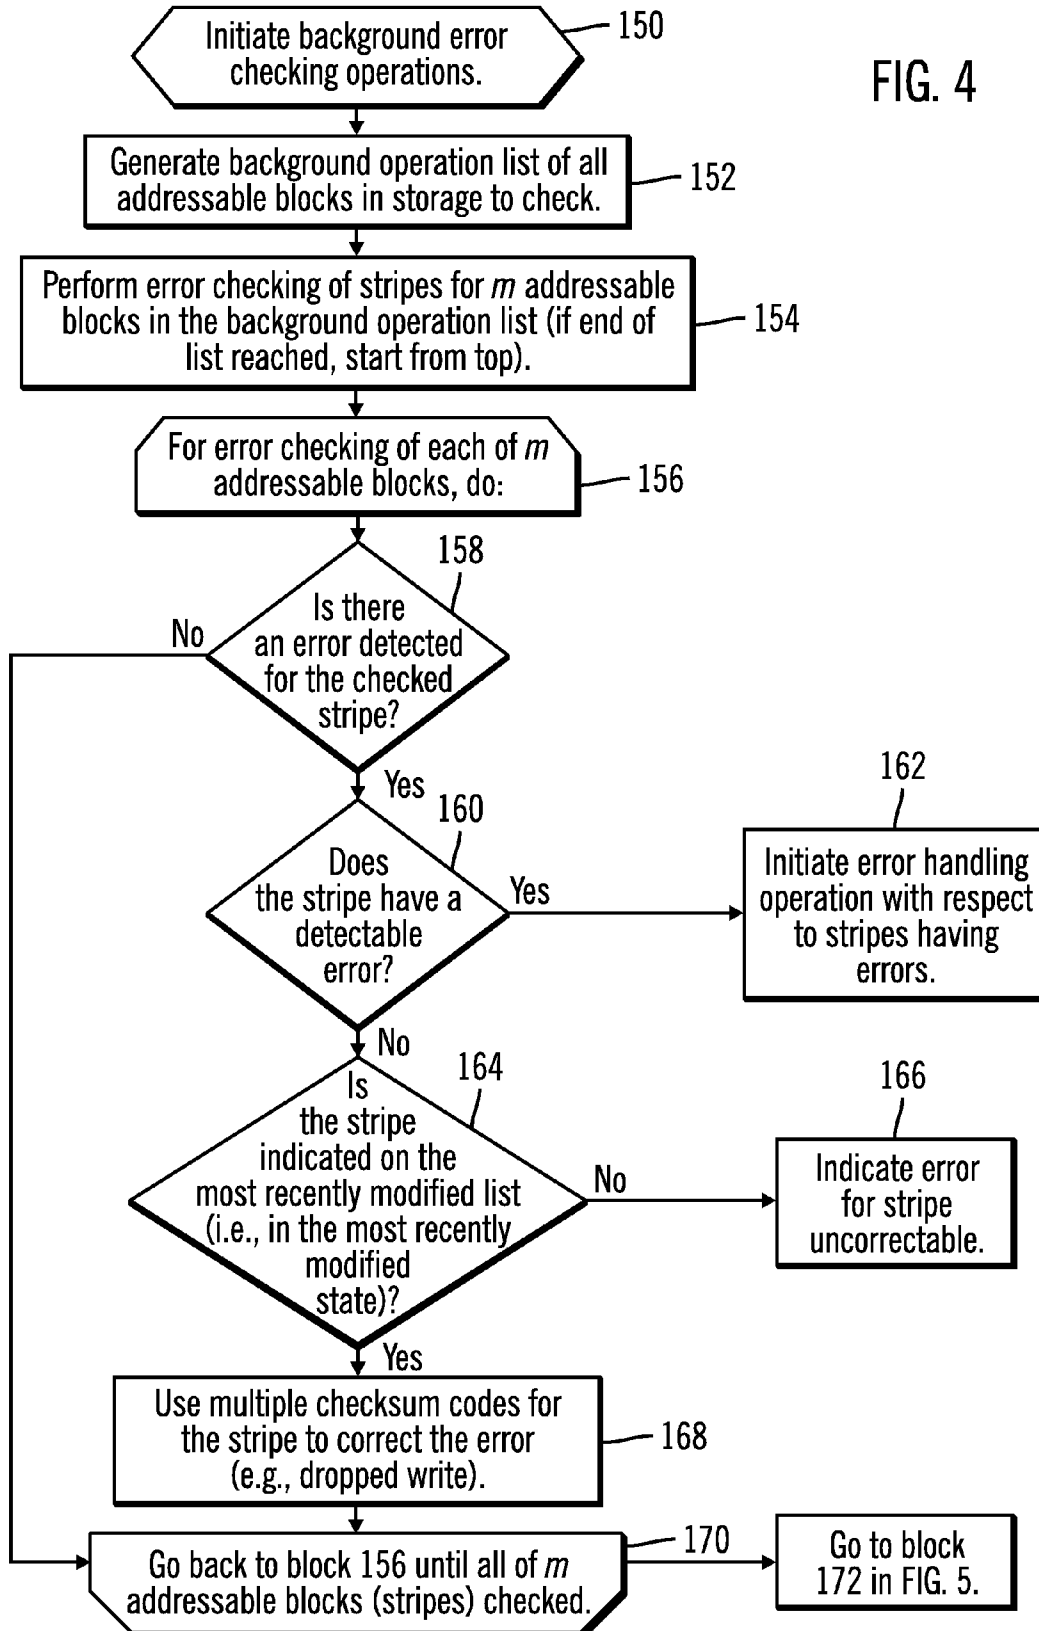 Initiate background error
checking operations.
150
FIG. 4
Generate background operation list of all
addressable blocks in storage to check.
152
Perform error checking of stripes for m addressable
blocks in the background operation list (if end of
list reached, start from top).
154
For error checking of each of m
addressable blocks, do:
156
158
Is there
an error detected
for the checked
stripe?
No
Yes
160
Does
the stripe have a
detectable
error?
Yes
162
Initiate error handling
operation with respect
to stripes having
errors.
No
164
Is
the stripe
indicated on the
most recently modified list
(i.e., in the most recently
modified
state)?
No
166
Indicate error
for stripe
uncorrectable.
Yes
Use multiple checksum codes for
the stripe to correct the error
(e.g., dropped write).
168
Go back to block 156 until all of m
addressable blocks (stripes) checked.
170
Go to block
172 in FIG. 5.